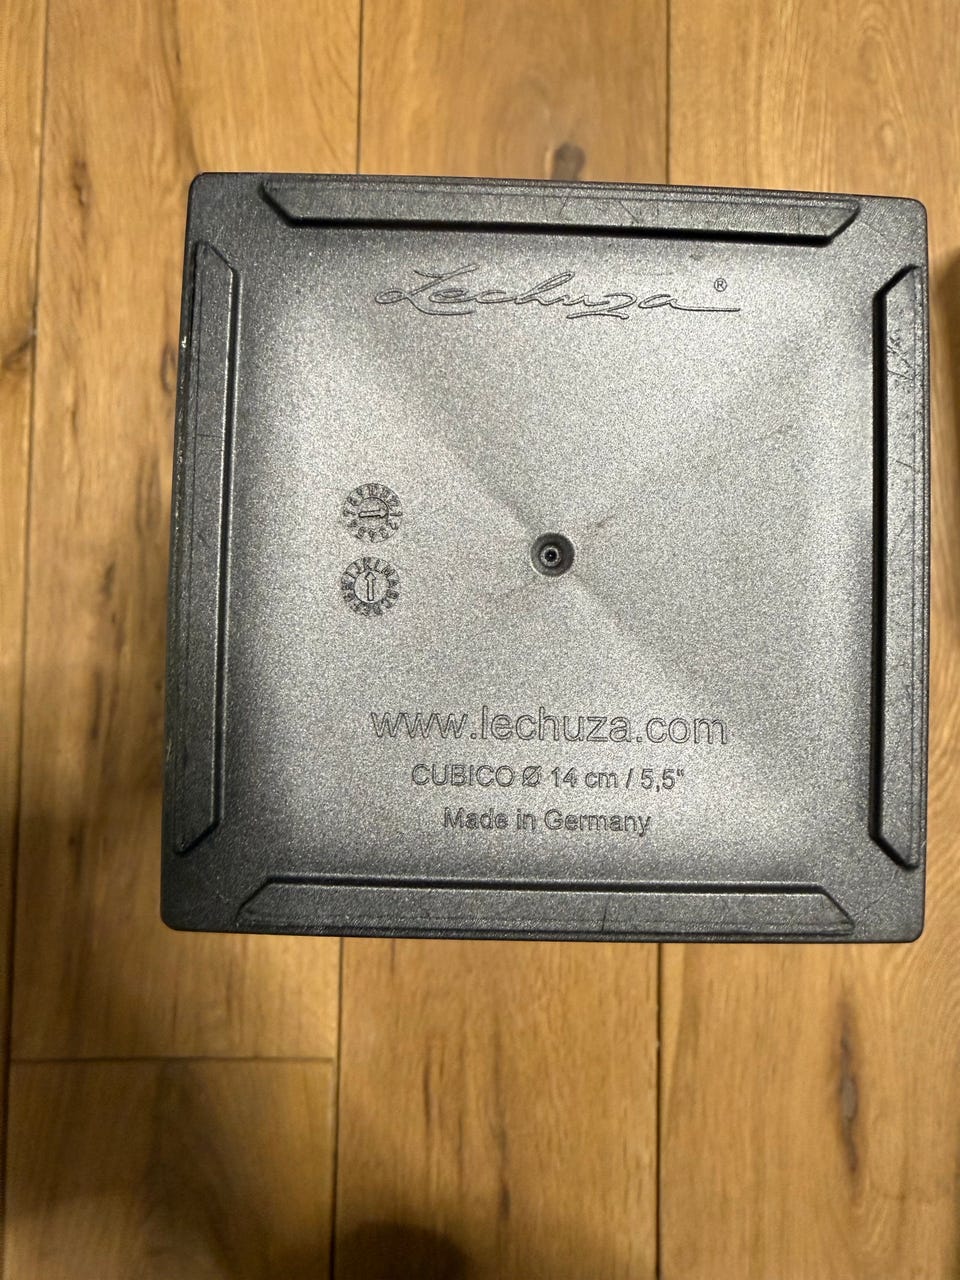 Lechuza®
www.lechuza.com
CUBICO Ø 14 cm / 5,5“
Made in Germany